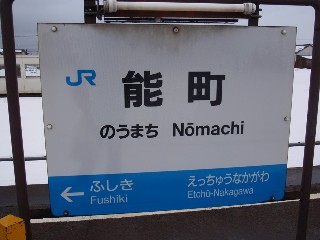 JR
能町
のうまち Nōmachi
ふしき えっちゅうなかがわ
Fushiki Etchū-Nakagawa